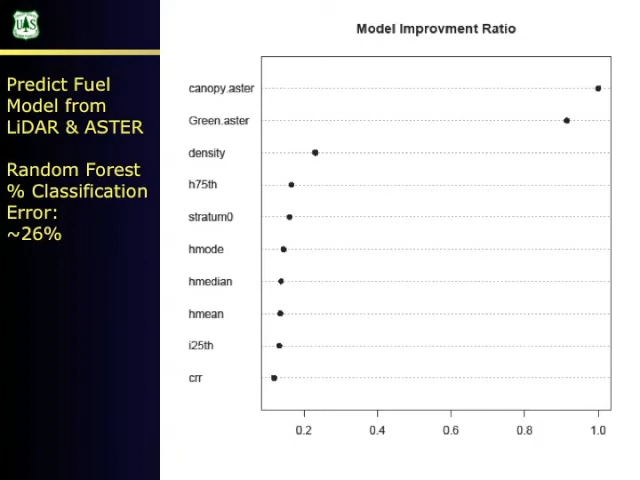 US
Predict Fuel
Model from
LiDAR & ASTER
Random Forest
% Classification
Error:
~26%
Model Improvment Ratio
canopy.aster
Green.aster
density
h75th
stratum0
hmode
hmedian
hmean
i25th
crr
0.2 0.4 0.6 0.8 1.0